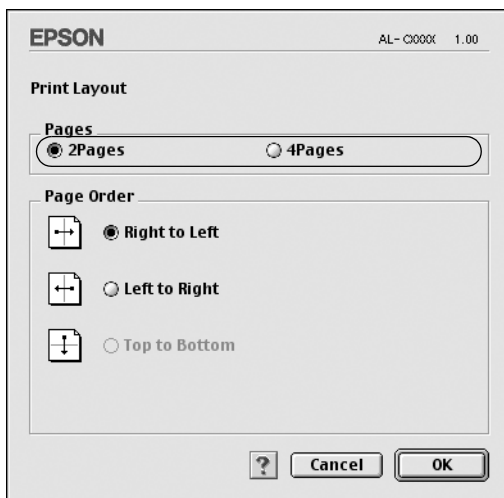 EPSON AL-CXXXX 1.00
Print Layout
Pages
2Pages 4Pages
Page Order
Right to Left
Left to Right
Top to Bottom
? Cancel OK